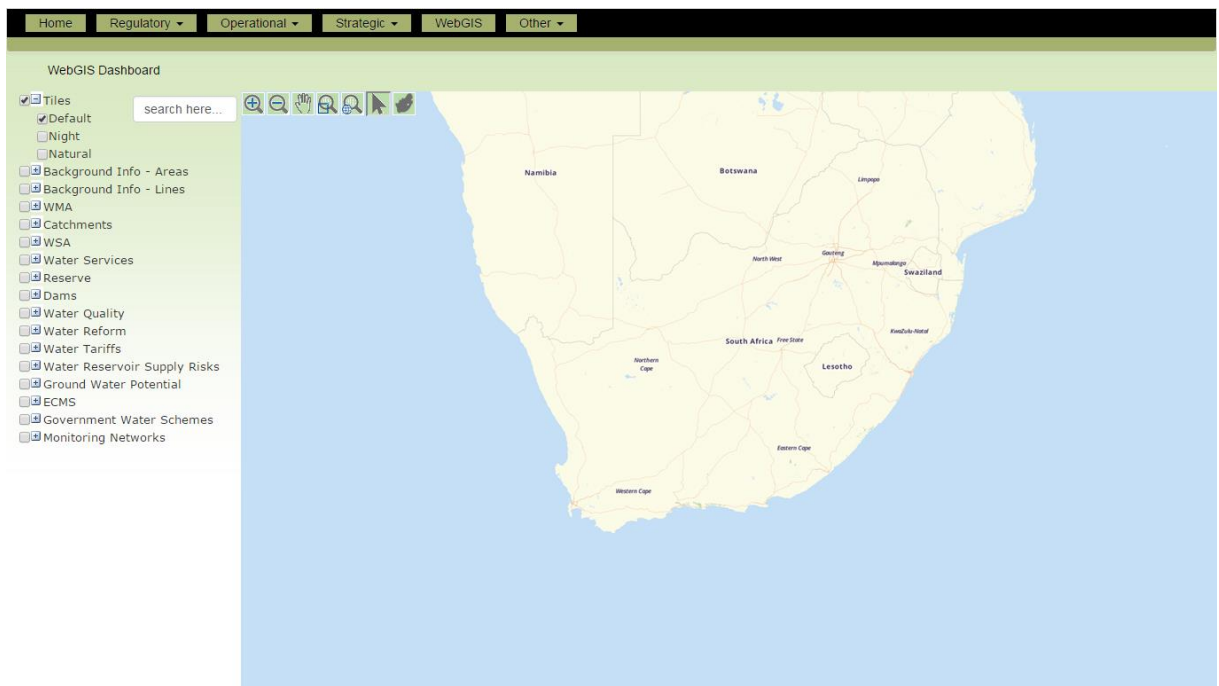 Home Regulatory Operational Strategic WebGIS Other
WebGIS Dashboard
Tiles
search here...
Default
Night
Natural
Background Info - Areas
Background Info - Lines
WMA
Catchments
WSA
Water Services
Reserve
Dams
Water Quality
Water Reform
Water Tariffs
Water Reservoir Supply Risks
Ground Water Potential
ECMS
Government Water Schemes
Monitoring Networks
Namibia
Botswana
Limpopo
North West
Gauteng
Mpumalanga
Swaziland
KwaZulu-Natal
South Africa Free State
Northern
Cape
Lesotho
Eastern Cape
Western Cape